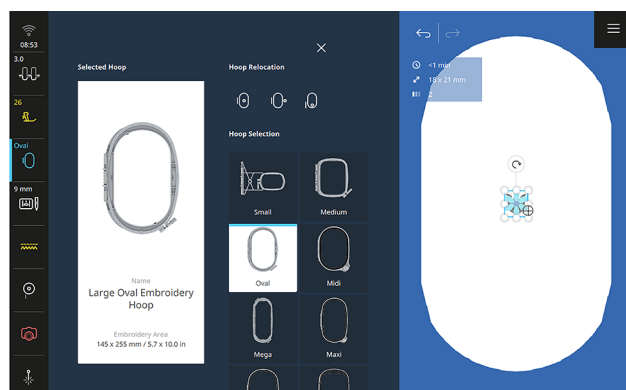 08:53
3.0
26
Oval
9 mm
Selected Hoop
Name
Large Oval Embroidery
Hoop
Embroidery Area
145 x 255 mm / 5.7 x 10.0 in
Hoop Relocation
Hoop Selection
Small
Medium
Oval
Midi
Mega
Maxi
<1 min
18 x 21 mm
2